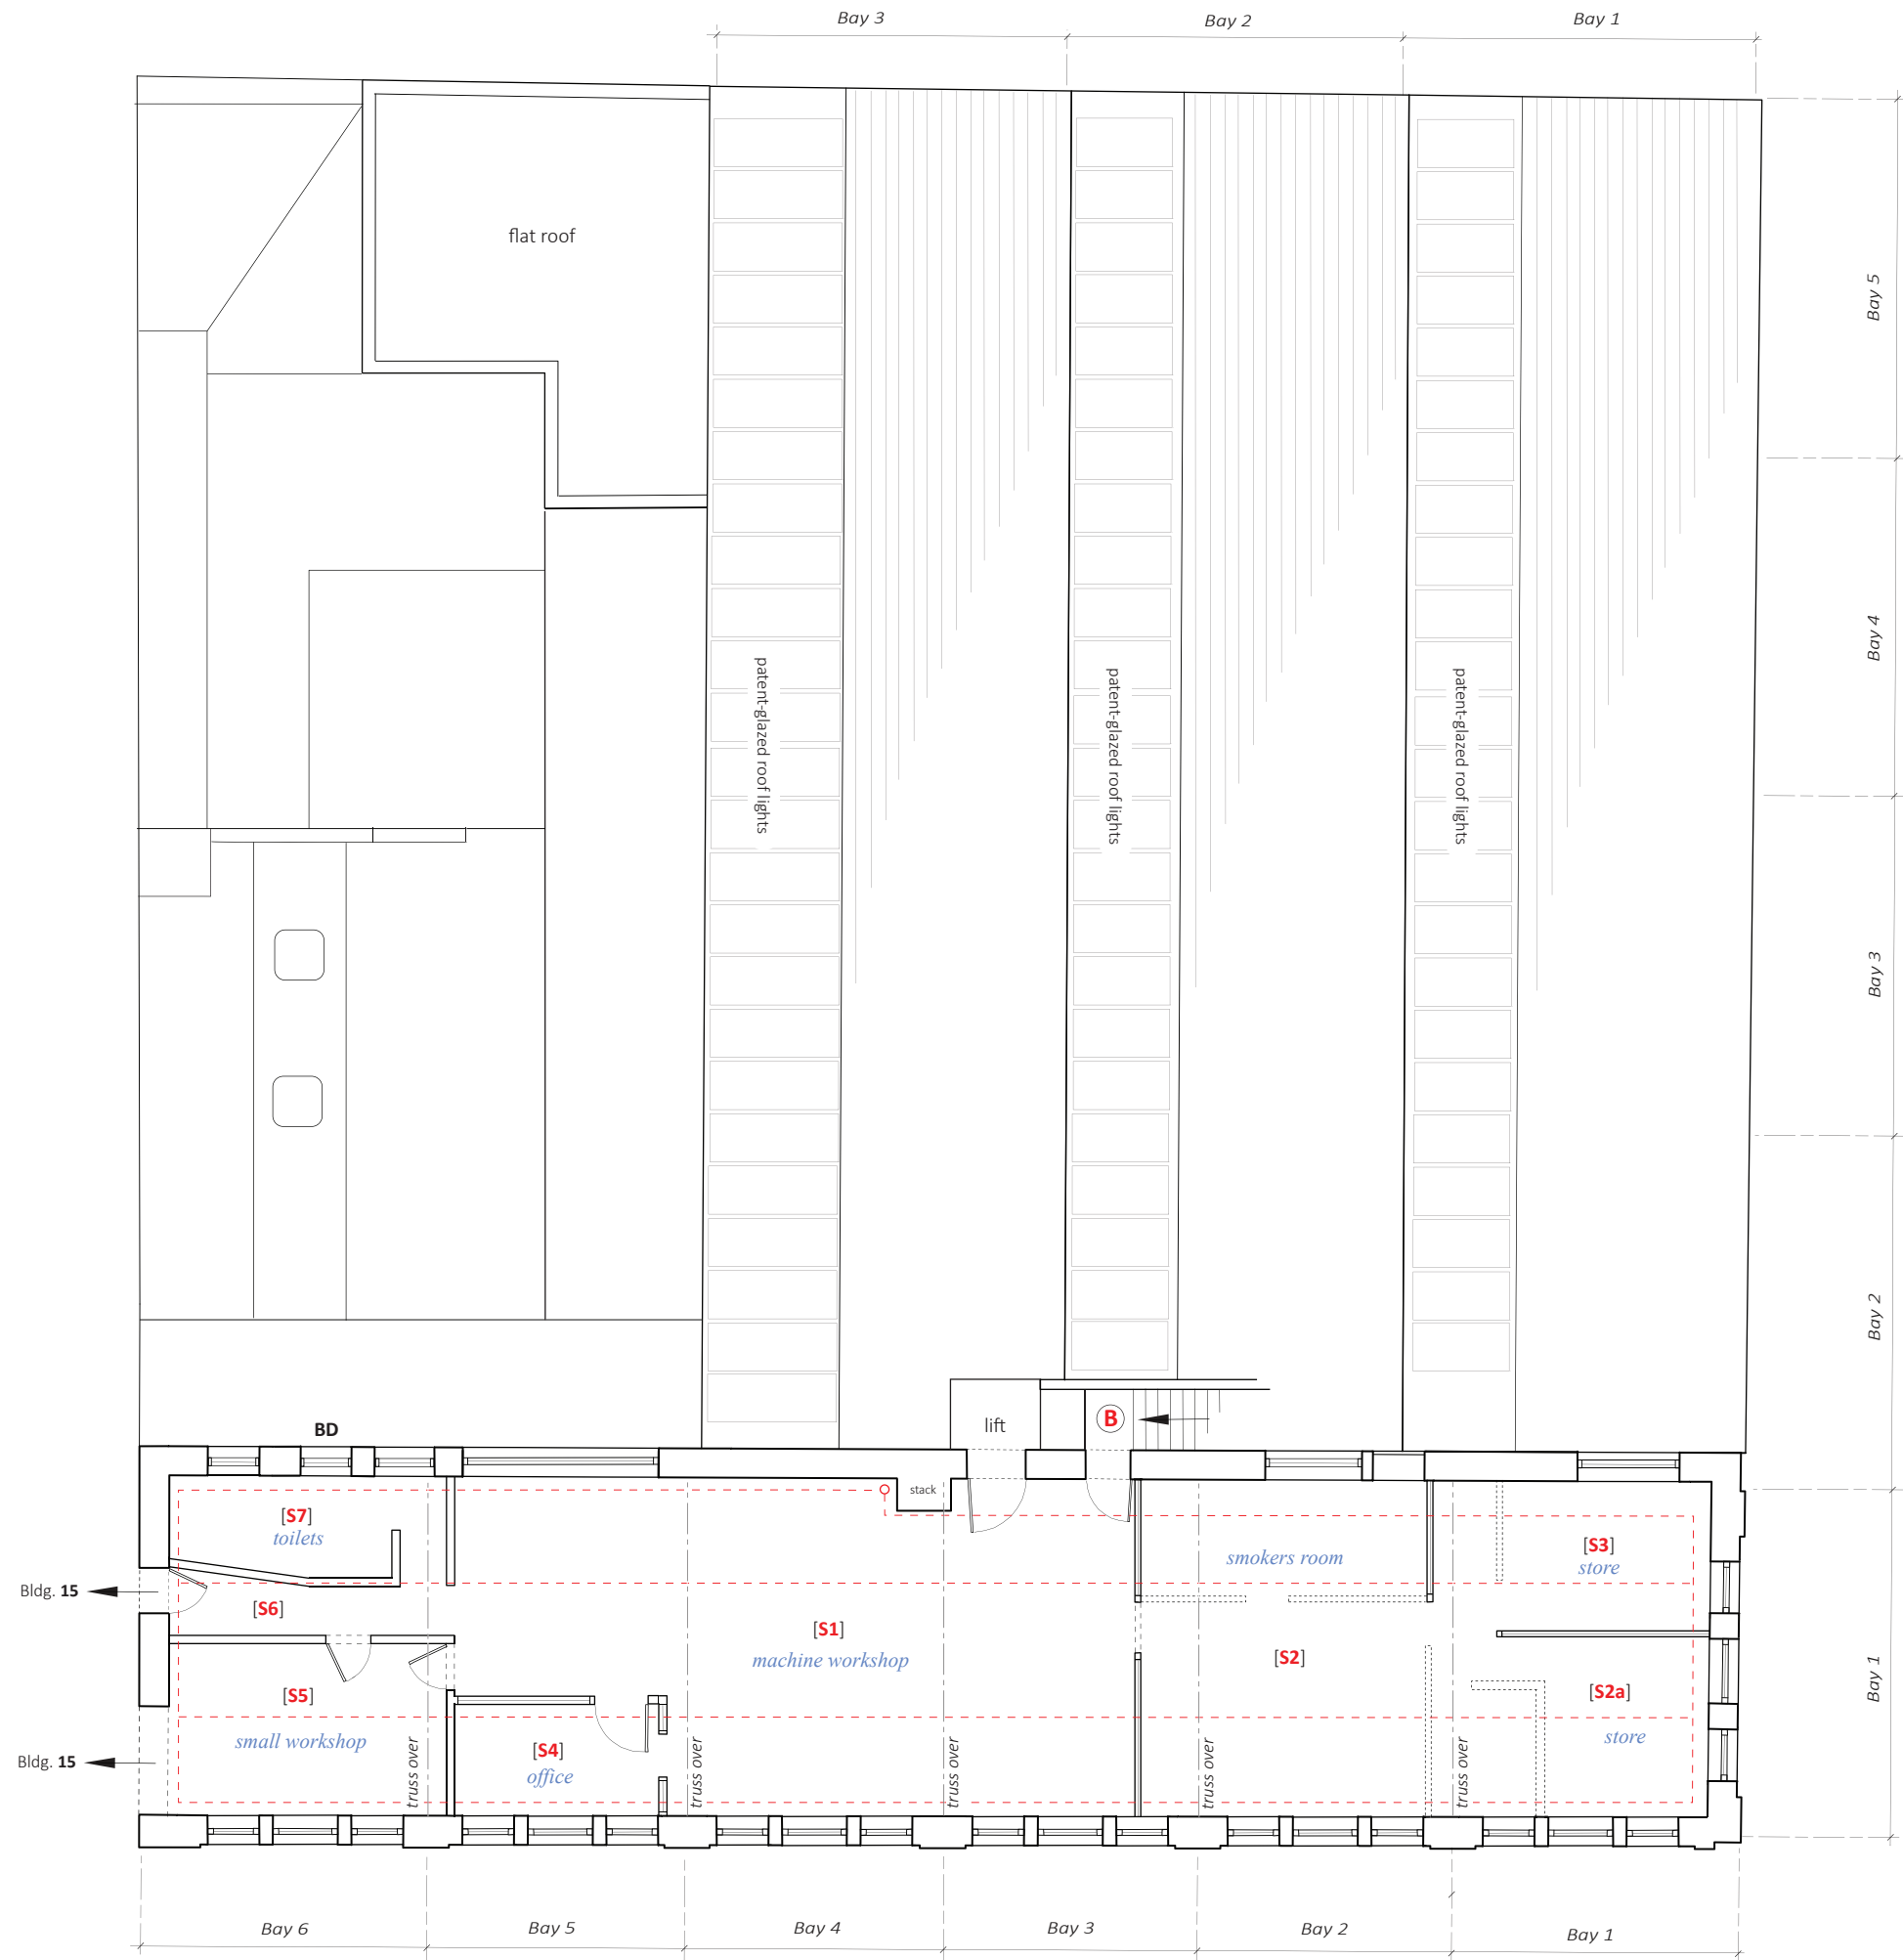 Bay 3
Bay 2
Bay 1
flat roof
Bay 5
Bay 4
patent-glazed roof lights
patent-glazed roof lights
patent-glazed roof lights
Bay 3
Bay 2
lift
B
BD
stack
[S7]
toilets
[S3]
store
smokers room
Bldg. 15
[S6]
[S1]
machine workshop
[S2]
[S5]
small workshop
[S2a]
store
Bay 1
[S4]
office
Bldg. 15
truss over
truss over
truss over
truss over
truss over
Bay 6
Bay 5
Bay 4
Bay 3
Bay 2
Bay 1